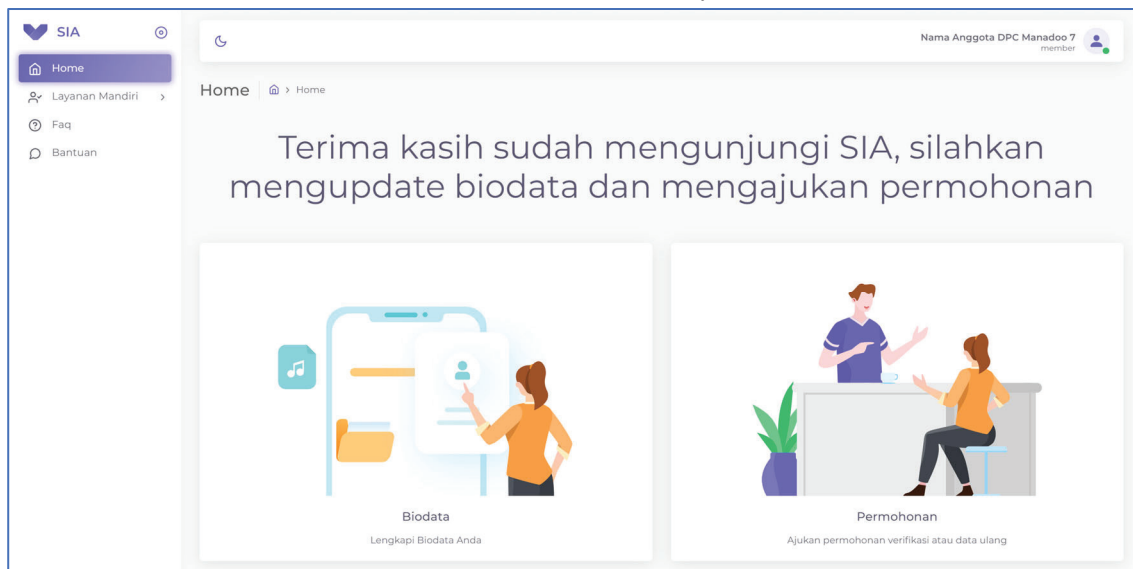 SIA
Home
Layanan Mandiri
Faq
Bantuan
Nama Anggota DPC Manadoo 7
member
Home
Home
Terima kasih sudah mengunjungi SIA, silahkan
mengupdate biodata dan mengajukan permohonan
Biodata
Lengkapi Biodata Anda
Permohonan
Ajukan permohonan verifikasi atau data ulang